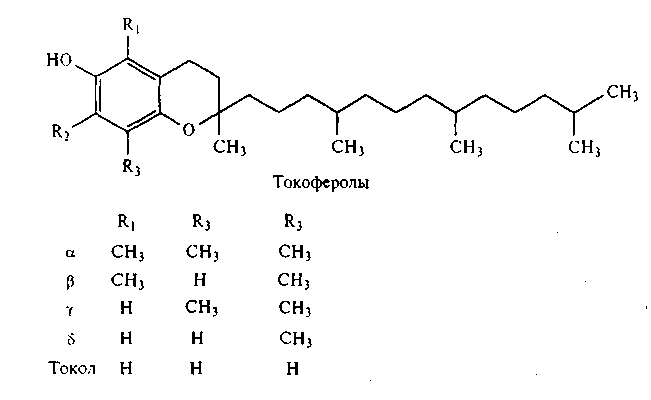 R₁
HO
R₂
O
R₃
CH₃
CH₃
CH₃
CH₃
CH₃
Токоферолы
R₁ R₃ R₃
α CH₃ CH₃ CH₃
β CH₃ H CH₃
γ H CH₃ CH₃
δ H H CH₃
Токол H H H